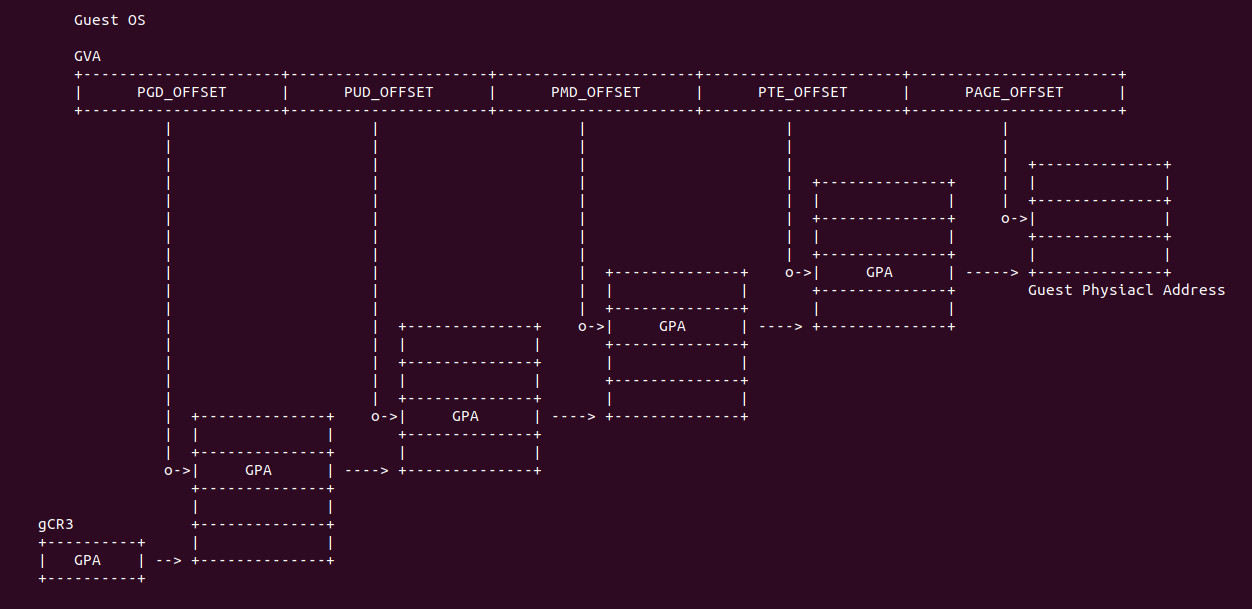 Guest OS
GVA
PGD_OFFSET PUD_OFFSET PMD_OFFSET PTE_OFFSET PAGE_OFFSET
o->
o-> GPA ----->
Guest Physiacl Address
o-> GPA ---->
o-> GPA ---->
o-> GPA ---->
gCR3
GPA -->